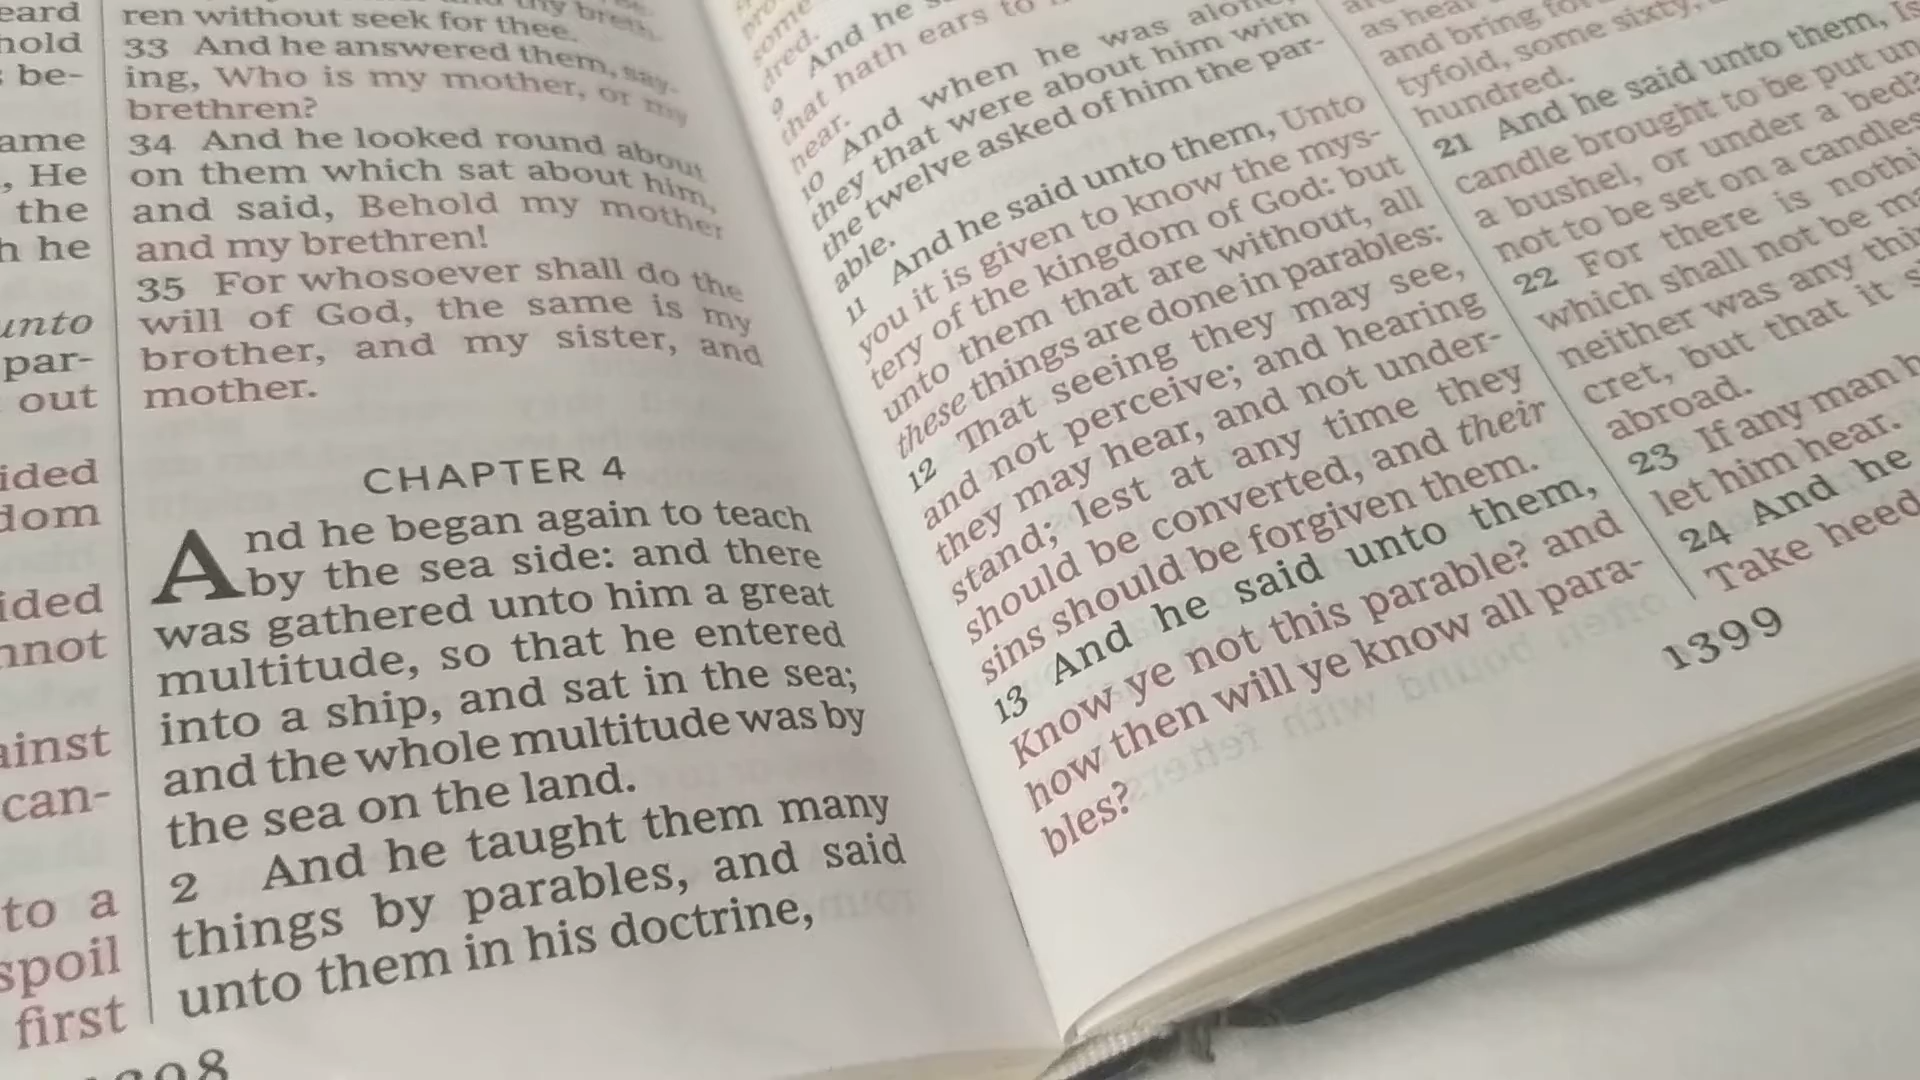 eard
hold
be-
ame
, He
the
h he
unto
par-
out
ided
dom
ided
nnot
ainst
can-
to a
spoil
first
ren without seek for thee.
33 And he answered them, say-
ing, Who is my mother, or my
brethren?
34 And he looked round about
on them which sat about him,
and said, Behold my mother
and my brethren!
35 For whosoever shall do the
will of God, the same is my
brother, and my sister, and
mother.
CHAPTER 4
And he began again to teach
by the sea side: and there
was gathered unto him a great
multitude, so that he entered
into a ship, and sat in the sea;
and the whole multitude was by
the sea on the land.
2 And he taught them many
things by parables, and said
unto them in his doctrine,
some
dred.
9 And he
that hath ears to
hear.
10 And when he was alone,
they that were about him with
the twelve asked of him the par-
able.
11 And he said unto them, Unto
you it is given to know the mys-
tery of the kingdom of God: but
unto them that are without, all
these things are done in parables:
12 That seeing they may see,
and not perceive; and hearing
they may hear, and not under-
stand; lest at any time they
should be converted, and their
sins should be forgiven them.
13 And he said unto them,
Know ye not this parable? and
how then will ye know all para-
bles?
as hear
and bring
tyfold, some sixty,
hundred.
21 And he said unto them, Is
candle brought to be put un
a bushel, or under a bed?
not to be set on a candles
22 For there is nothi
which shall not be ma
neither was any thin
cret, but that it s
abroad.
23 If any man h
let him hear.
24 And he
Take heed
1399